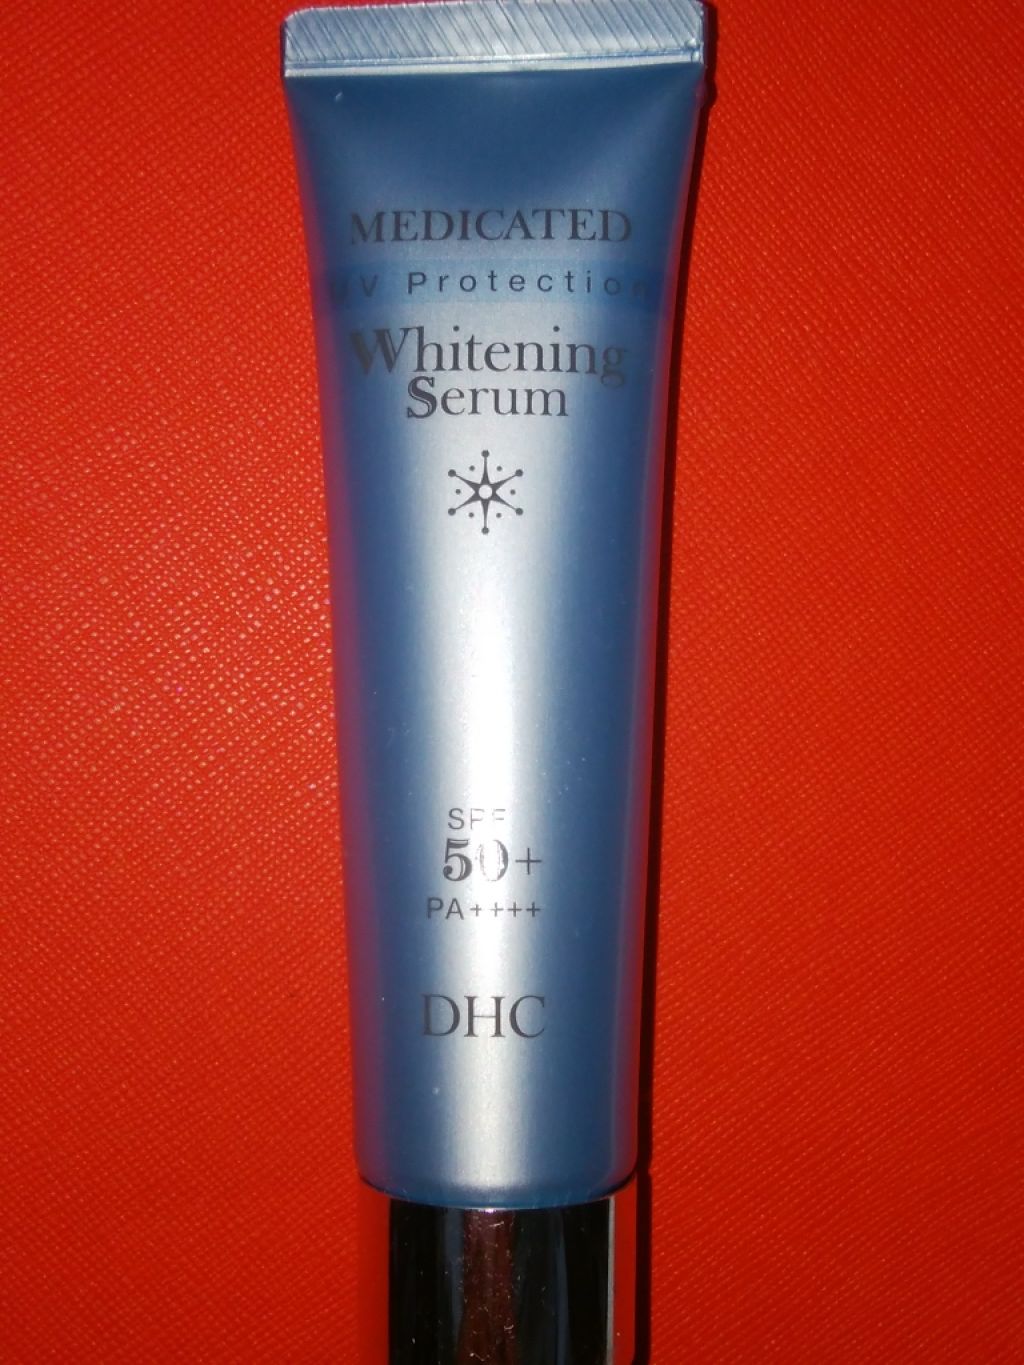 MEDICATED
UV Protection
Whitening
Serum
SPF
50+
PA++++
DHC